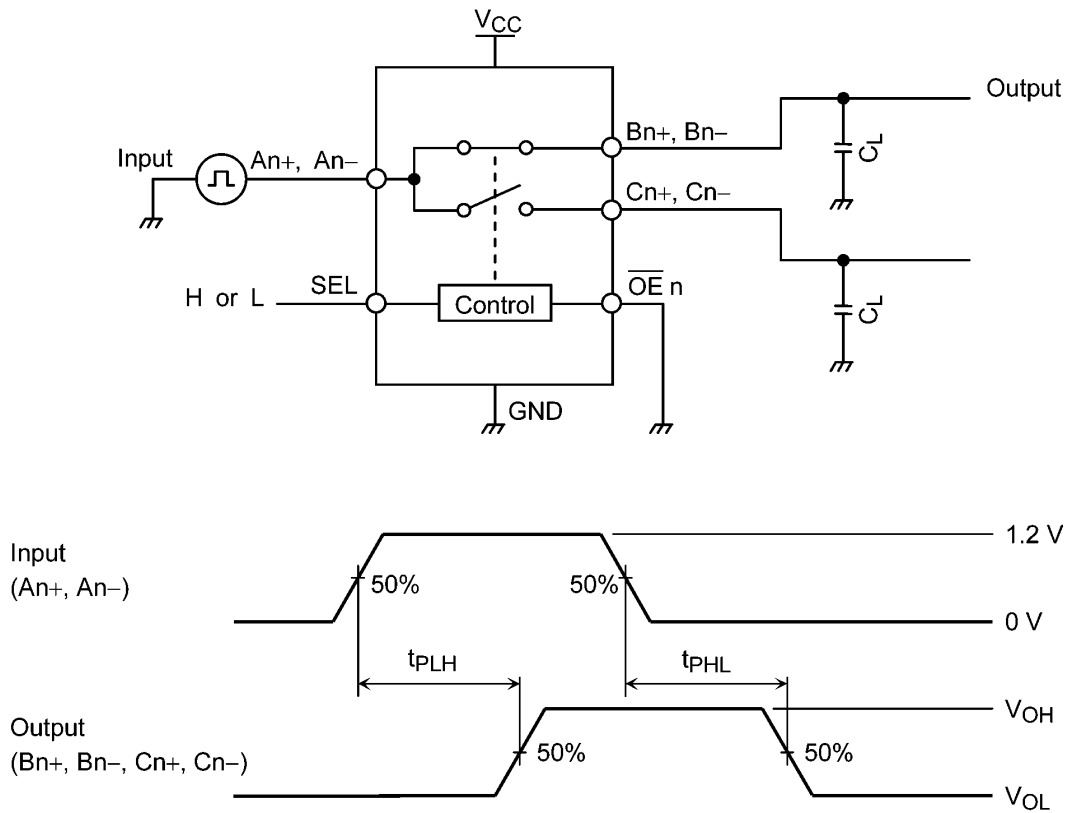 VCC
Output
Bn+, Bn−
CL
Input
An+, An−
Cn+, Cn−
H or L
SEL
Control
OE n
CL
GND
Input
(An+, An−)
50%
50%
1.2 V
0 V
tPLH
tPHL
Output
(Bn+, Bn−, Cn+, Cn−)
50%
50%
VOH
VOL